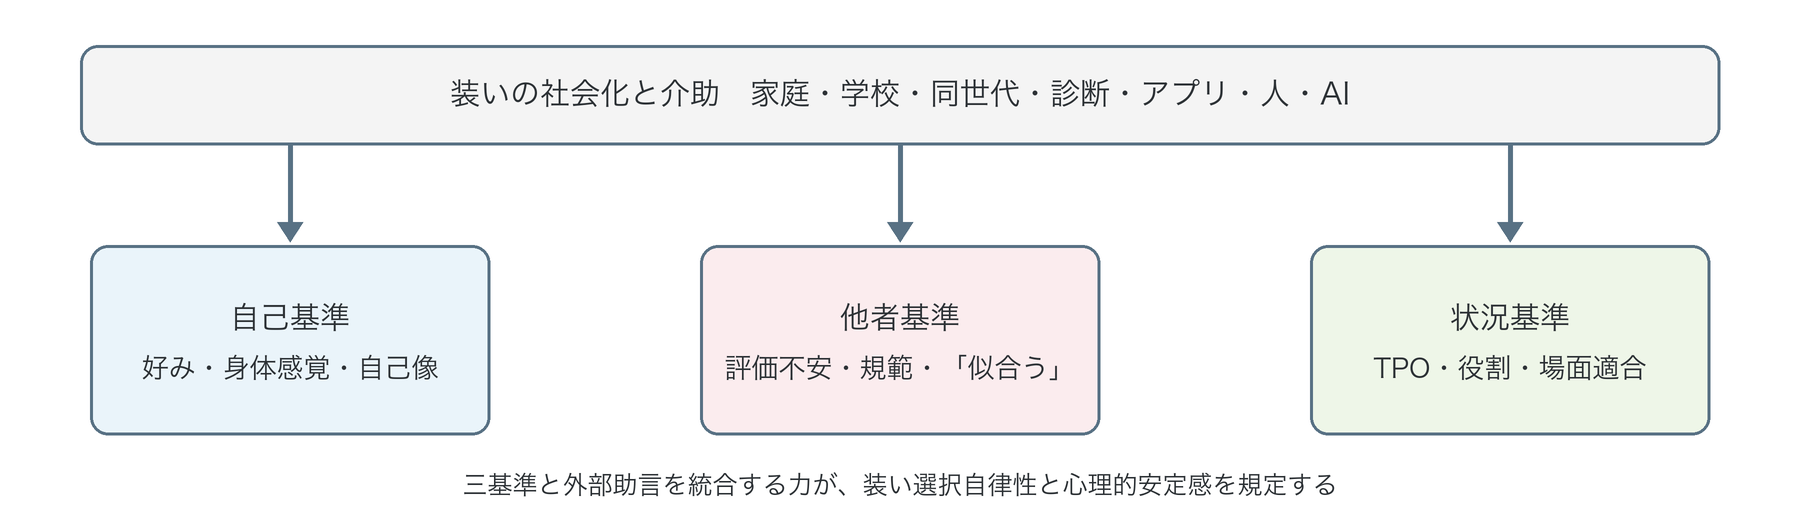 装いの社会化と介助　家庭・学校・同世代・診断・アプリ・人・AI
自己基準
好み・身体感覚・自己像
他者基準
評価不安・規範・「似合う」
状況基準
TPO・役割・場面適合
三基準と外部助言を統合する力が、装い選択自律性と心理的安定感を規定する